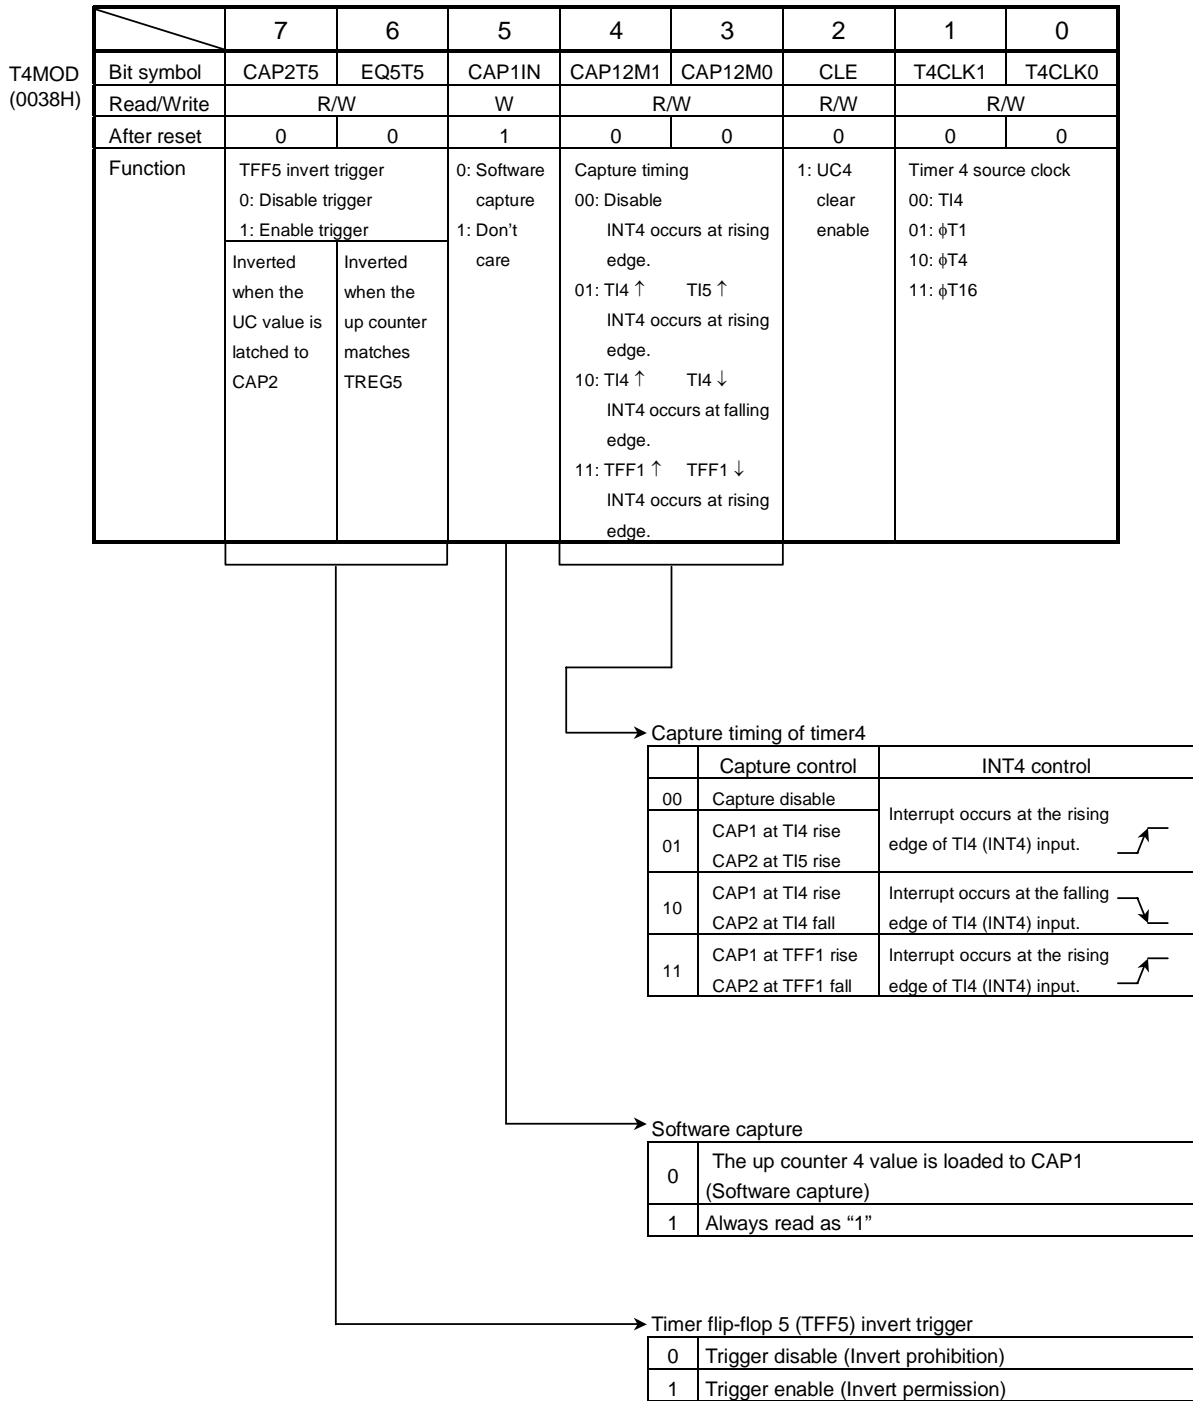 7 6 5 4 3 2 1 0
T4MOD
(0038H)
Bit symbol CAP2T5 EQ5T5 CAP1IN CAP12M1 CAP12M0 CLE T4CLK1 T4CLK0
Read/Write R/W W R/W R/W R/W
After reset 0 0 1 0 0 0 0 0
Function
TFF5 invert trigger
0: Disable trigger
1: Enable trigger
Inverted
when the
UC value is
latched to
CAP2
Inverted
when the
up counter
matches
TREG5
0: Software
capture
1: Don't
care
Capture timing
00: Disable
INT4 occurs at rising
edge.
01: TI4 ↑ TI5 ↑
INT4 occurs at rising
edge.
10: TI4 ↑ TI4 ↓
INT4 occurs at falling
edge.
11: TFF1 ↑ TFF1 ↓
INT4 occurs at rising
edge.
1: UC4
clear
enable
Timer 4 source clock
00: TI4
01: ϕT1
10: ϕT4
11: ϕT16
Capture timing of timer4
Capture control INT4 control
00 Capture disable
01 CAP1 at TI4 rise
CAP2 at TI5 rise
Interrupt occurs at the rising
edge of TI4 (INT4) input.
10 CAP1 at TI4 rise
CAP2 at TI4 fall
Interrupt occurs at the falling
edge of TI4 (INT4) input.
11 CAP1 at TFF1 rise
CAP2 at TFF1 fall
Interrupt occurs at the rising
edge of TI4 (INT4) input.
Software capture
0 The up counter 4 value is loaded to CAP1
(Software capture)
1 Always read as “1”
Timer flip-flop 5 (TFF5) invert trigger
0 Trigger disable (Invert prohibition)
1 Trigger enable (Invert permission)